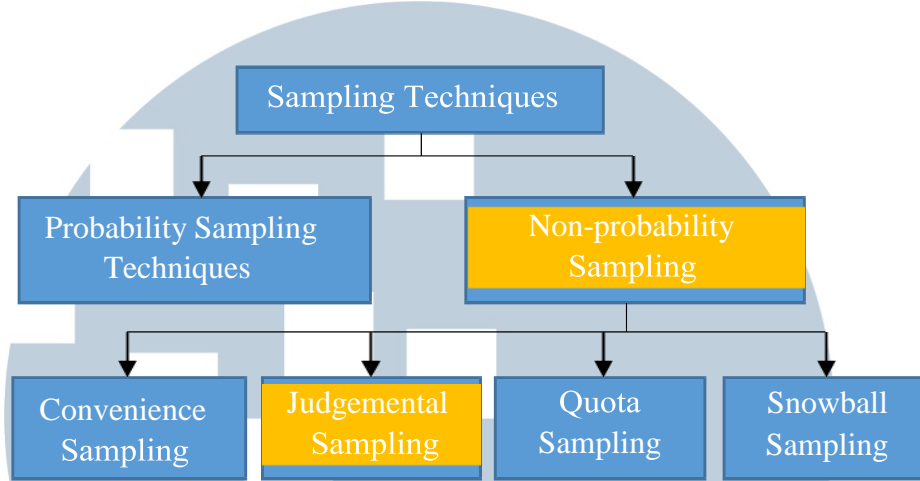 Sampling Techniques
Probability Sampling
Techniques
Non-probability
Sampling
Convenience
Sampling
Judgemental
Sampling
Quota
Sampling
Snowball
Sampling